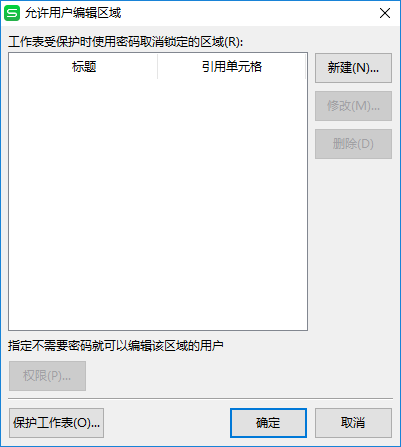 允许用户编辑区域
工作表受保护时使用密码取消锁定的区域(R):
标题 引用单元格
新建(N)...
修改(M)...
删除(D)
指定不需要密码就可以编辑该区域的用户
权限(P)...
保护工作表(O)... 确定 取消